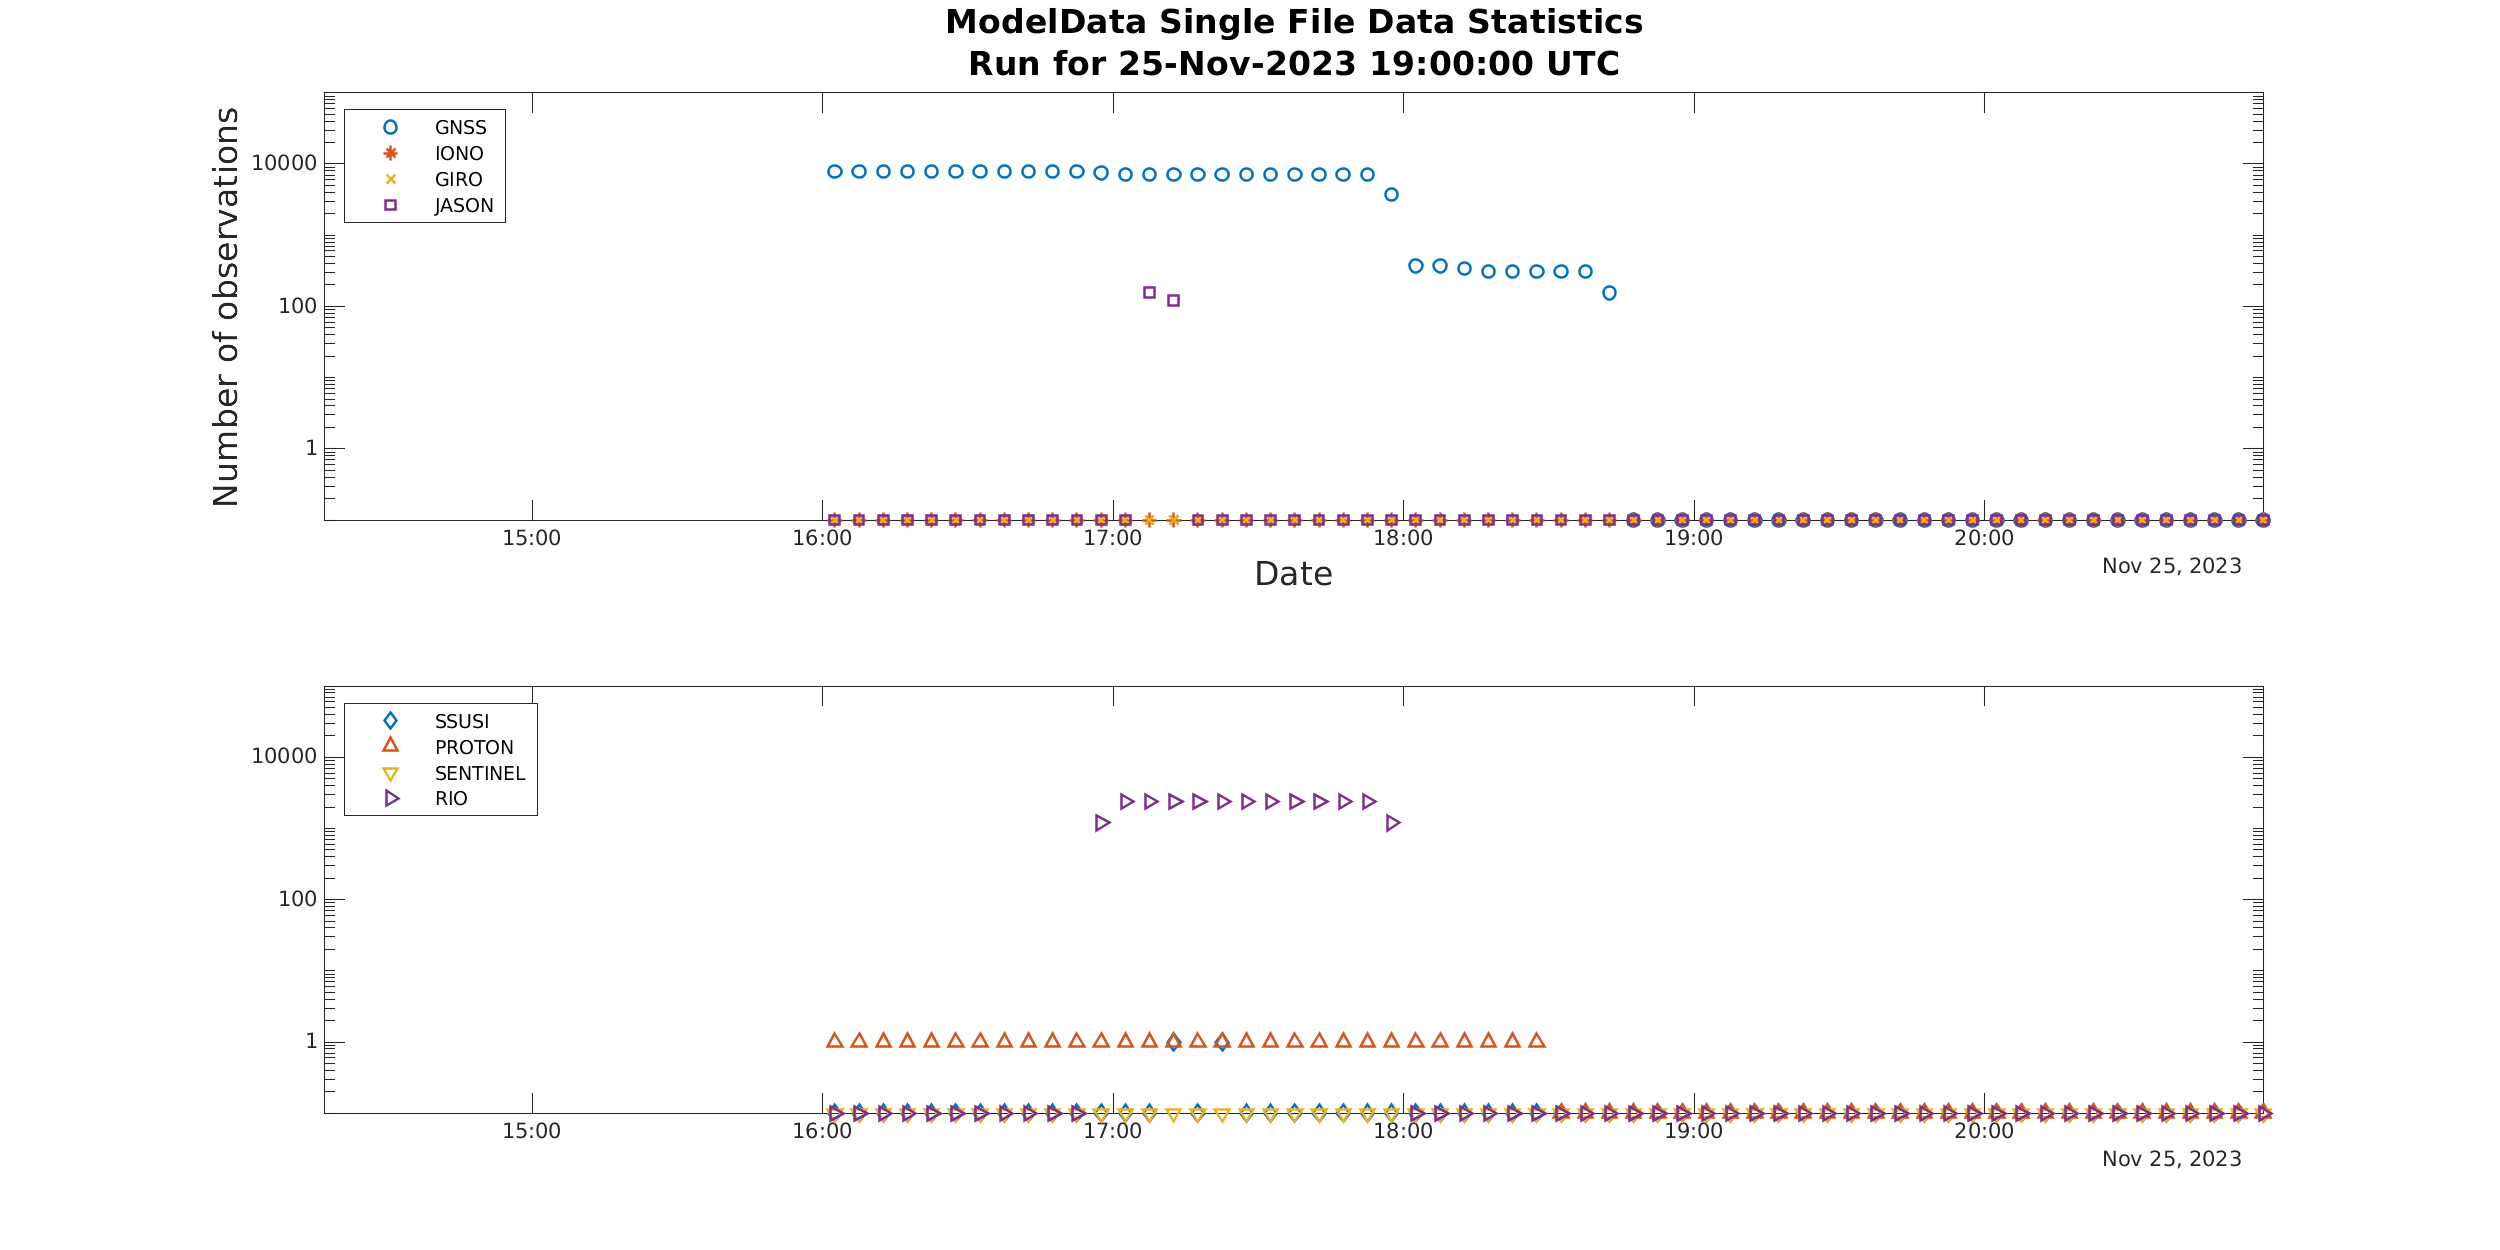 ModelData Single File Data Statistics
Run for 25-Nov-2023 19:00:00 UTC
Number of observations
10000
100
1
GNSS
IONO
GIRO
JASON
15:00 16:00 17:00 18:00 19:00 20:00
Nov 25, 2023
Date
10000
100
1
SSUSI
PROTON
SENTINEL
RIO
15:00 16:00 17:00 18:00 19:00 20:00
Nov 25, 2023